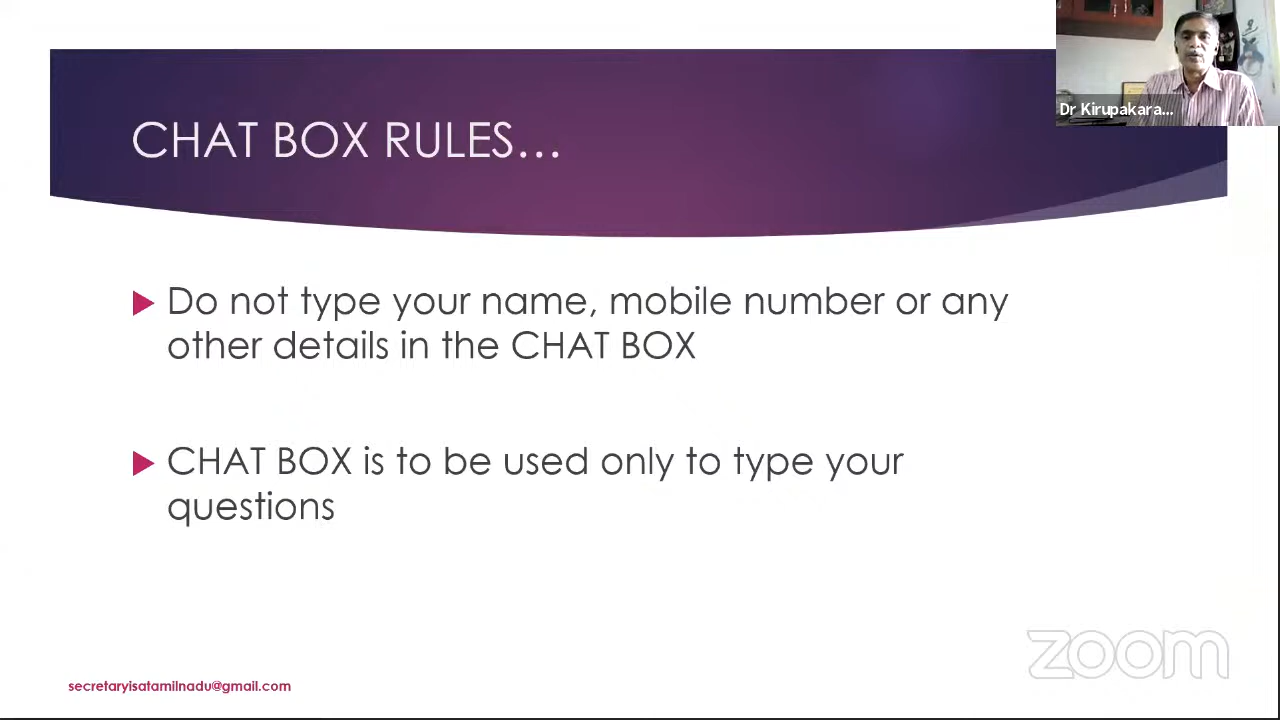 Dr Kirupakara...
CHAT BOX RULES...
Do not type your name, mobile number or any
other details in the CHAT BOX
CHAT BOX is to be used only to type your
questions
zoom
secretaryisatamilnadu@gmail.com